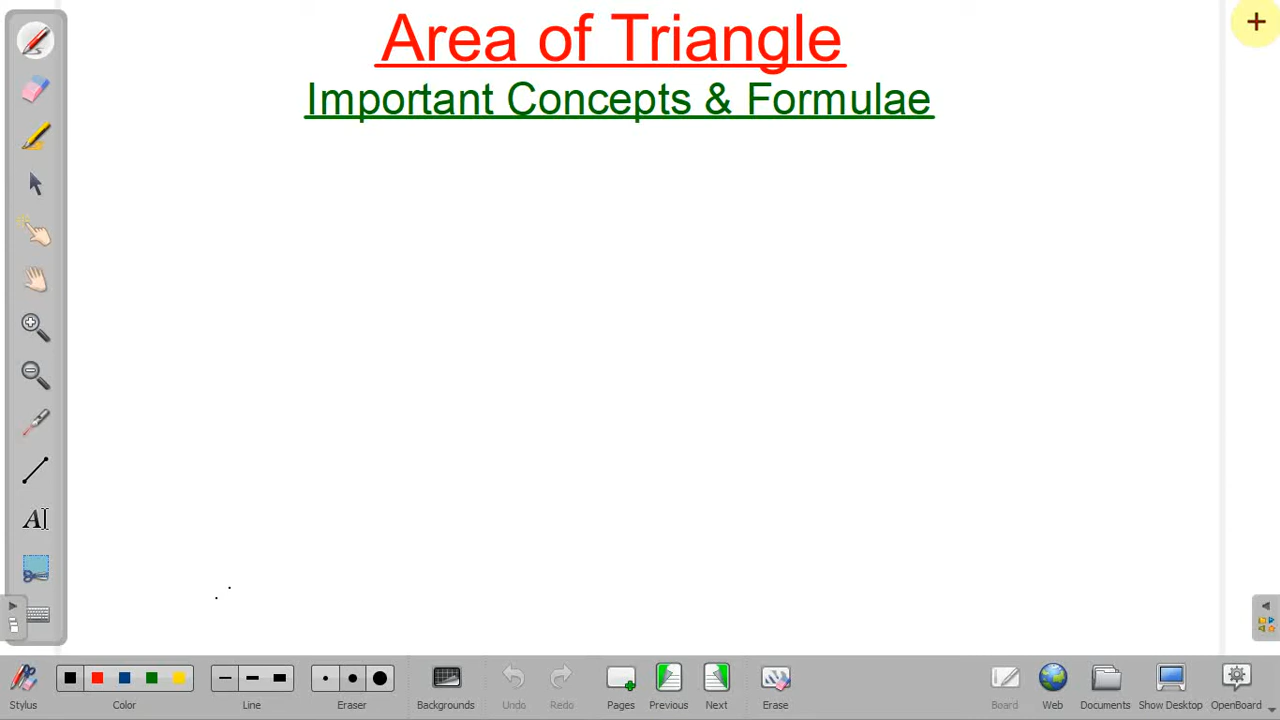 Area of Triangle
Important Concepts & Formulae
Stylus
Color
Line
Eraser
Backgrounds
Undo
Redo
Pages
Previous
Next
Erase
Board
Web
Documents
Show Desktop
OpenBoard